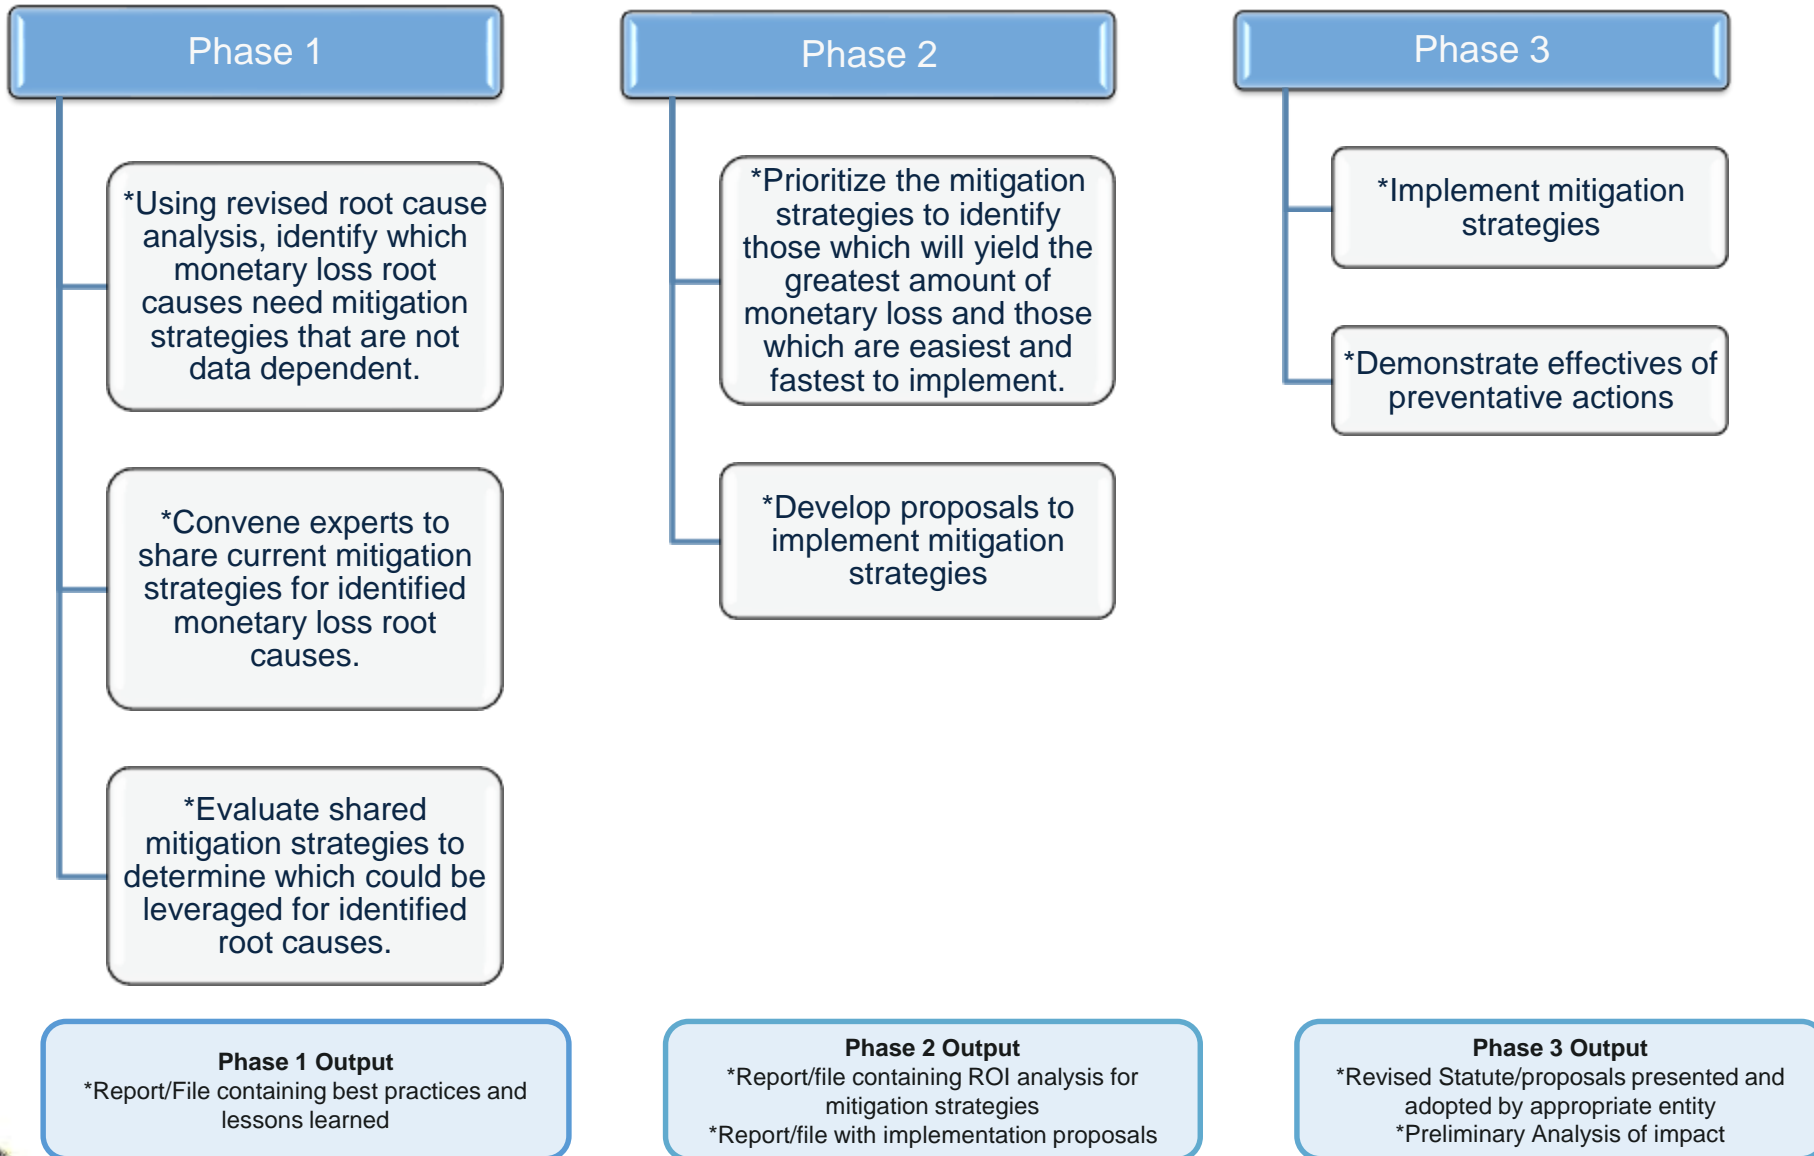 Phase 1
*Using revised root cause
analysis, identify which
monetary loss root
causes need mitigation
strategies that are not
data dependent.
*Convene experts to
share current mitigation
strategies for identified
monetary loss root
causes.
*Evaluate shared
mitigation strategies to
determine which could be
leveraged for identified
root causes.
Phase 2
*Prioritize the mitigation
strategies to identify
those which will yield the
greatest amount of
monetary loss and those
which are easiest and
fastest to implement.
*Develop proposals to
implement mitigation
strategies
Phase 3
*Implement mitigation
strategies
*Demonstrate effectives of
preventative actions
Phase 1 Output
*Report/File containing best practices and
lessons learned
Phase 2 Output
*Report/file containing ROI analysis for
mitigation strategies
*Report/file with implementation proposals
Phase 3 Output
*Revised Statute/proposals presented and
adopted by appropriate entity
*Preliminary Analysis of impact